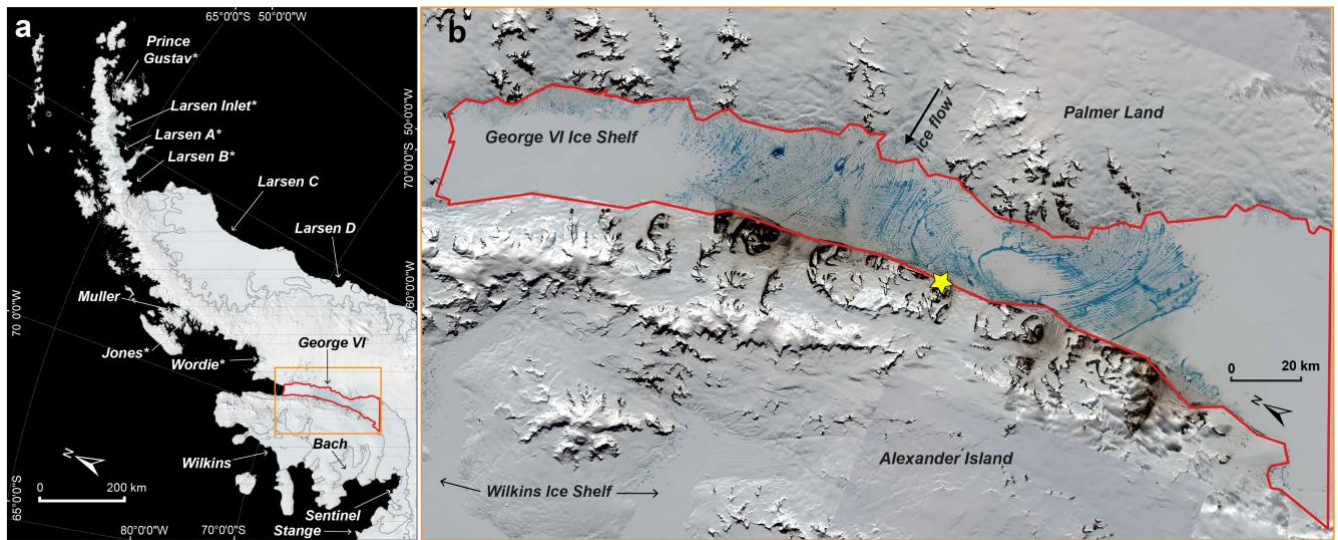 a
65°0'0"S
50°0'0"W
Prince
Gustav*
Larsen Inlet*
Larsen A*
Larsen B*
Larsen C
Larsen D
50°0'0"W
70°0'0"S
60°0'0"W
70°0'0"W
Muller
Jones*
Wordie*
George VI
Bach
Wilkins
Sentinel
Stange
N
0 200 km
65°0'0"S
80°0'0"W
70°0'0"S
b
George VI Ice Shelf
ice flow
Palmer Land
0 20 km
N
Alexander Island
Wilkins Ice Shelf